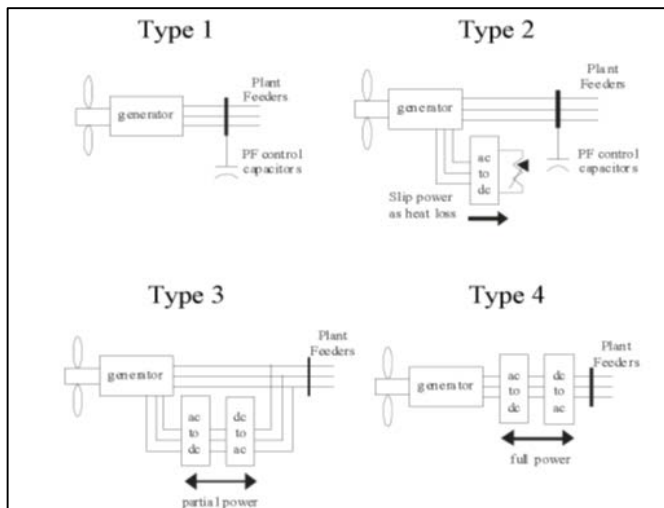 Type 1
generator
Plant
Feeders
PF control
capacitors
Type 2
generator
Plant
Feeders
ac
to
dc
PF control
capacitors
Slip power
as heat loss
Type 3
generator
Plant
Feeders
ac
to
dc
dc
to
ac
partial power
Type 4
generator
ac
to
dc
dc
to
ac
Plant
Feeders
full power